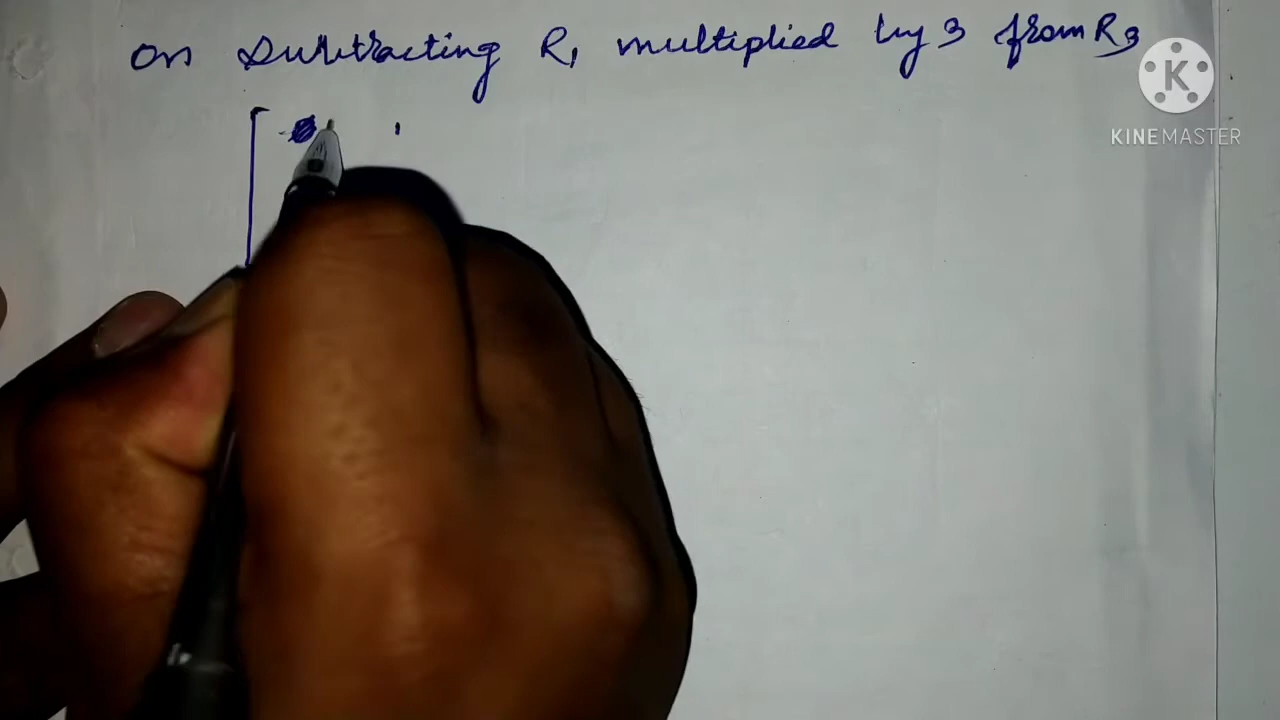 on subtracting R₁ multiplied by 3 from R₃
K
KINEMASTER